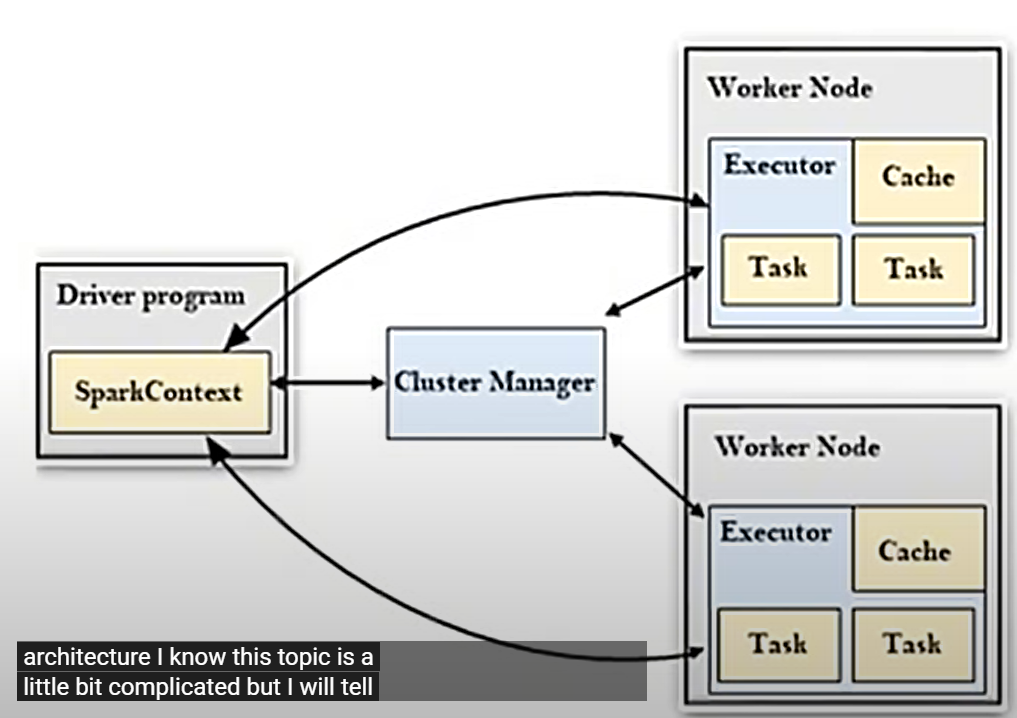 Worker Node
Executor
Cache
Task
Task
Driver program
SparkContext
Cluster Manager
Worker Node
Executor
Cache
Task
Task
architecture I know this topic is a
little bit complicated but I will tell